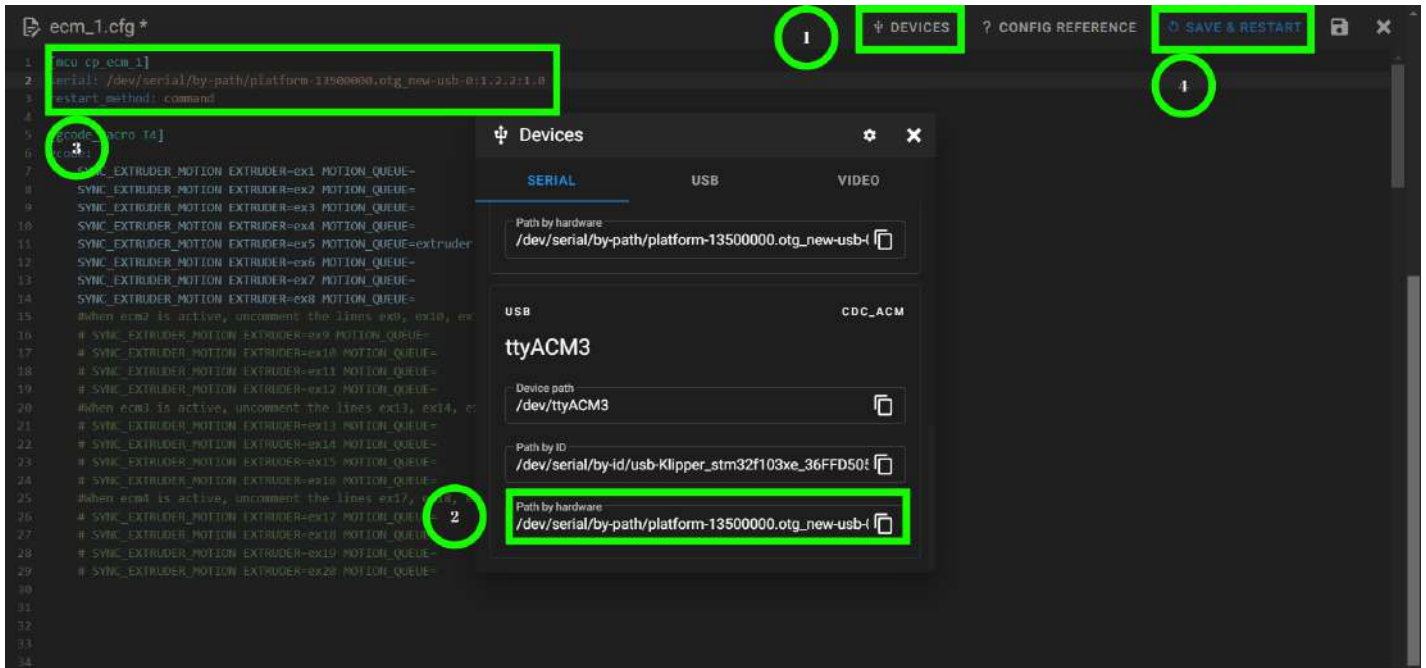 ecm_1.cfg *
1
DEVICES
? CONFIG REFERENCE
SAVE & RESTART
4
1 [mcu cp_ecm_1]
2 serial: /dev/serial/by-path/platform-13500000.otg_new-usb-0:1.2.2:1.0
3 restart_method: command
4
5 [gcode_macro T4]
3
6 gcode:
7 SYNC_EXTRUDER_MOTION EXTRUDER=ex1 MOTION_QUEUE=
8 SYNC_EXTRUDER_MOTION EXTRUDER=ex2 MOTION_QUEUE=
9 SYNC_EXTRUDER_MOTION EXTRUDER=ex3 MOTION_QUEUE=
10 SYNC_EXTRUDER_MOTION EXTRUDER=ex4 MOTION_QUEUE=
11 SYNC_EXTRUDER_MOTION EXTRUDER=ex5 MOTION_QUEUE=extruder
12 SYNC_EXTRUDER_MOTION EXTRUDER=ex6 MOTION_QUEUE=
13 SYNC_EXTRUDER_MOTION EXTRUDER=ex7 MOTION_QUEUE=
14 SYNC_EXTRUDER_MOTION EXTRUDER=ex8 MOTION_QUEUE=
15 #When ecm2 is active, uncomment the lines ex9, ex10, ex
16 # SYNC_EXTRUDER_MOTION EXTRUDER=ex9 MOTION_QUEUE=
17 # SYNC_EXTRUDER_MOTION EXTRUDER=ex10 MOTION_QUEUE=
18 # SYNC_EXTRUDER_MOTION EXTRUDER=ex11 MOTION_QUEUE=
19 # SYNC_EXTRUDER_MOTION EXTRUDER=ex12 MOTION_QUEUE=
20 #When ecm3 is active, uncomment the lines ex13, ex14, e
21 # SYNC_EXTRUDER_MOTION EXTRUDER=ex13 MOTION_QUEUE=
22 # SYNC_EXTRUDER_MOTION EXTRUDER=ex14 MOTION_QUEUE=
23 # SYNC_EXTRUDER_MOTION EXTRUDER=ex15 MOTION_QUEUE=
24 # SYNC_EXTRUDER_MOTION EXTRUDER=ex16 MOTION_QUEUE=
25 #When ecm4 is active, uncomment the lines ex17,
26 # SYNC_EXTRUDER_MOTION EXTRUDER=ex17 MOTION_QUEUE=
27 # SYNC_EXTRUDER_MOTION EXTRUDER=ex18 MOTION_QUEUE=
28 # SYNC_EXTRUDER_MOTION EXTRUDER=ex19 MOTION_QUEUE=
29 # SYNC_EXTRUDER_MOTION EXTRUDER=ex20 MOTION_QUEUE=
30
31
32
33
34
Devices
SERIAL USB VIDEO
Path by hardware
/dev/serial/by-path/platform-13500000.otg_new-usb-(
USB CDC_ACM
ttyACM3
Device path
/dev/ttyACM3
Path by ID
/dev/serial/by-id/usb-Klipper_stm32f103xe_36FFD505
2
Path by hardware
/dev/serial/by-path/platform-13500000.otg_new-usb-(